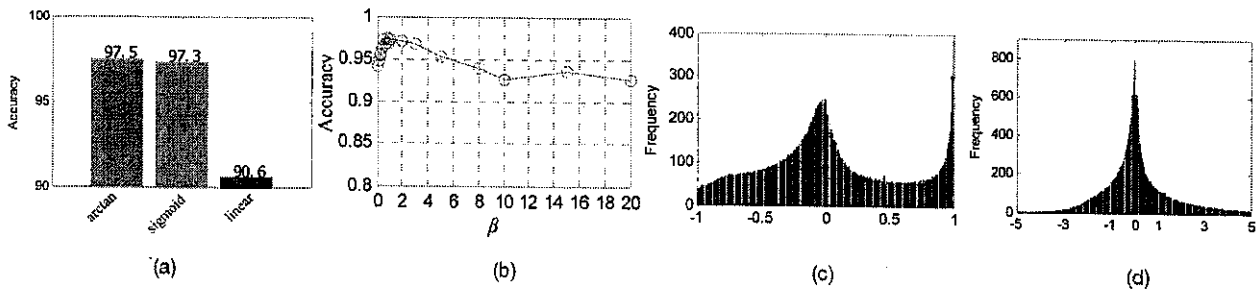 100
95
90
Accuracy
97.5
97.3
90.6
arctan
sigmoid
linear
(a)
1
0.95
0.9
0.85
0.8
Accuracy
0 2 4 6 8 10 12 14 16 18 20
β
(b)
400
300
200
100
0
Frequency
-1 -0.5 0 0.5 1
(c)
800
600
400
200
0
Frequency
-5 -3 -1 0 1 3 5
(d)